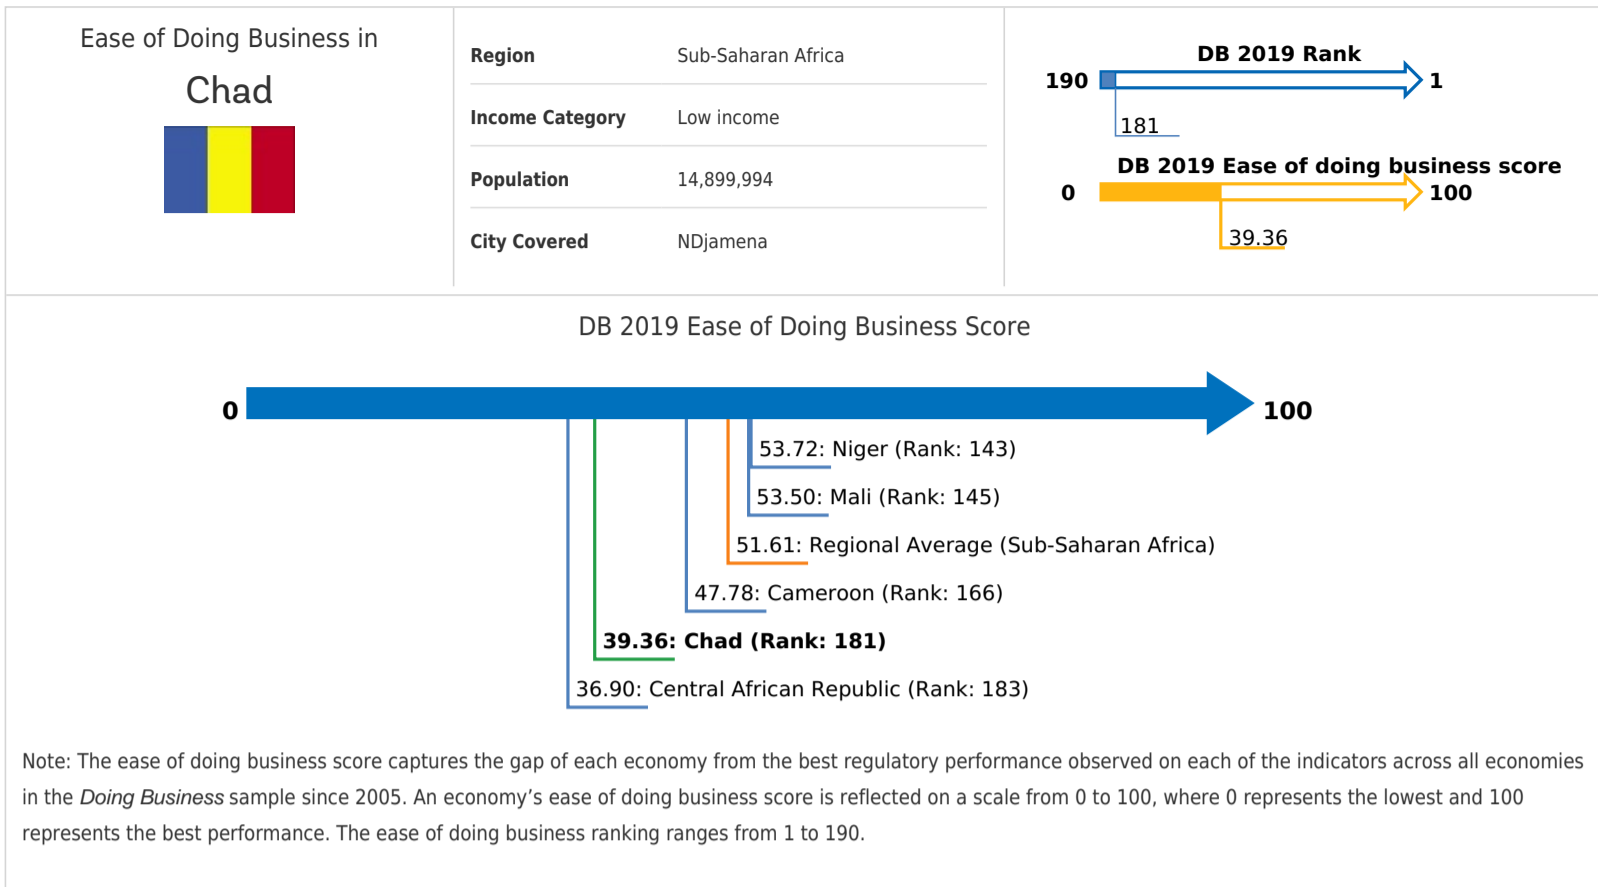 Ease of Doing Business in
Chad
Region Sub-Saharan Africa
Income Category Low income
Population 14,899,994
City Covered NDjamena
DB 2019 Rank
190 1
181
DB 2019 Ease of doing business score
0 100
39.36
DB 2019 Ease of Doing Business Score
0 100
53.72: Niger (Rank: 143)
53.50: Mali (Rank: 145)
51.61: Regional Average (Sub-Saharan Africa)
47.78: Cameroon (Rank: 166)
39.36: Chad (Rank: 181)
36.90: Central African Republic (Rank: 183)
Note: The ease of doing business score captures the gap of each economy from the best regulatory performance observed on each of the indicators across all economies
in the Doing Business sample since 2005. An economy’s ease of doing business score is reflected on a scale from 0 to 100, where 0 represents the lowest and 100
represents the best performance. The ease of doing business ranking ranges from 1 to 190.